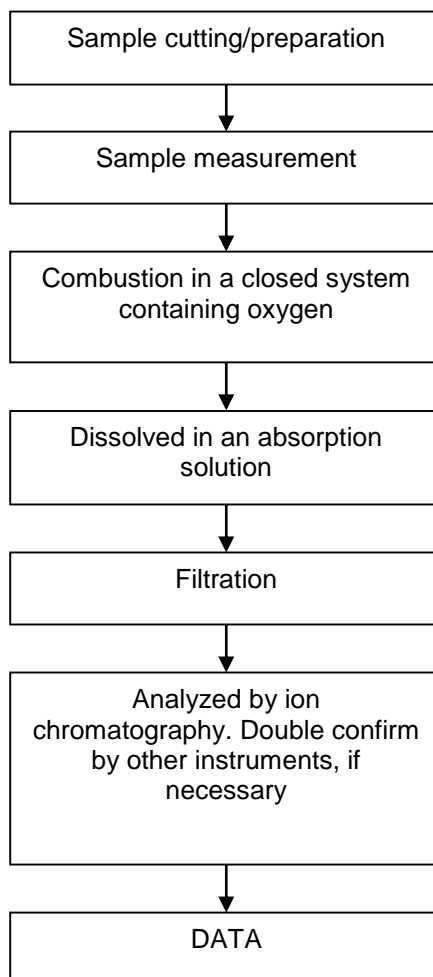 Sample cutting/preparation
Sample measurement
Combustion in a closed system
containing oxygen
Dissolved in an absorption
solution
Filtration
Analyzed by ion
chromatography. Double confirm
by other instruments, if
necessary
DATA